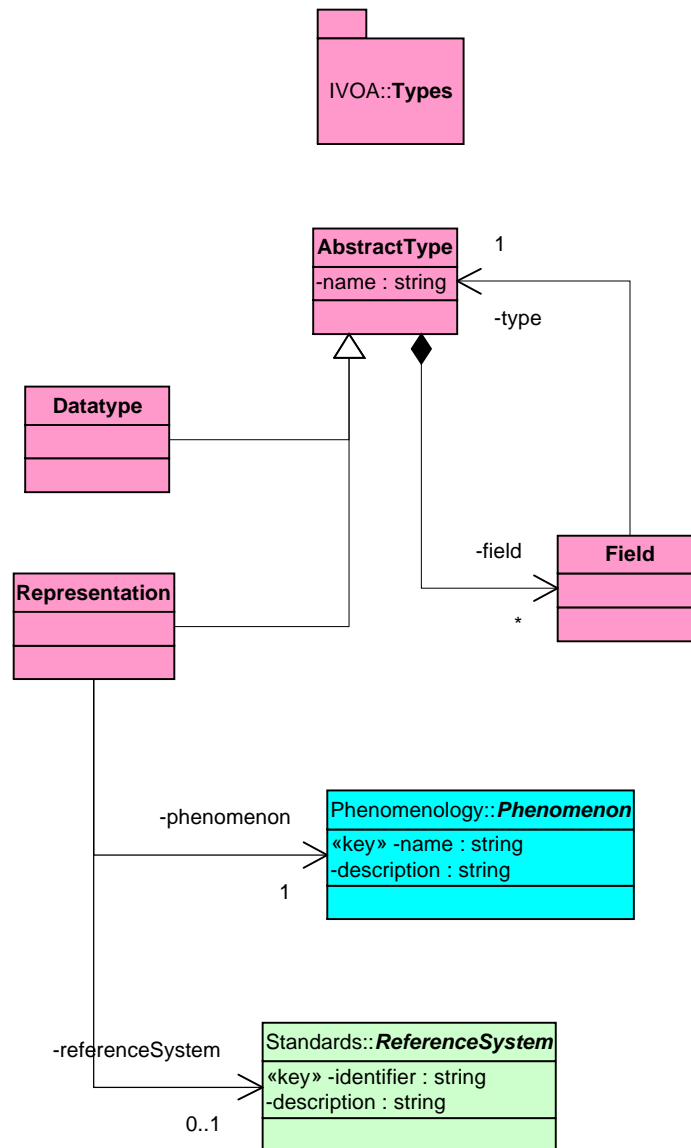 IVOA::Types
AbstractType
-name : string
1
-type
Datatype
-field
*
Field
Representation
-phenomenon
1
Phenomenology::Phenomenon
«key» -name : string
-description : string
-referenceSystem
0..1
Standards::ReferenceSystem
«key» -identifier : string
-description : string